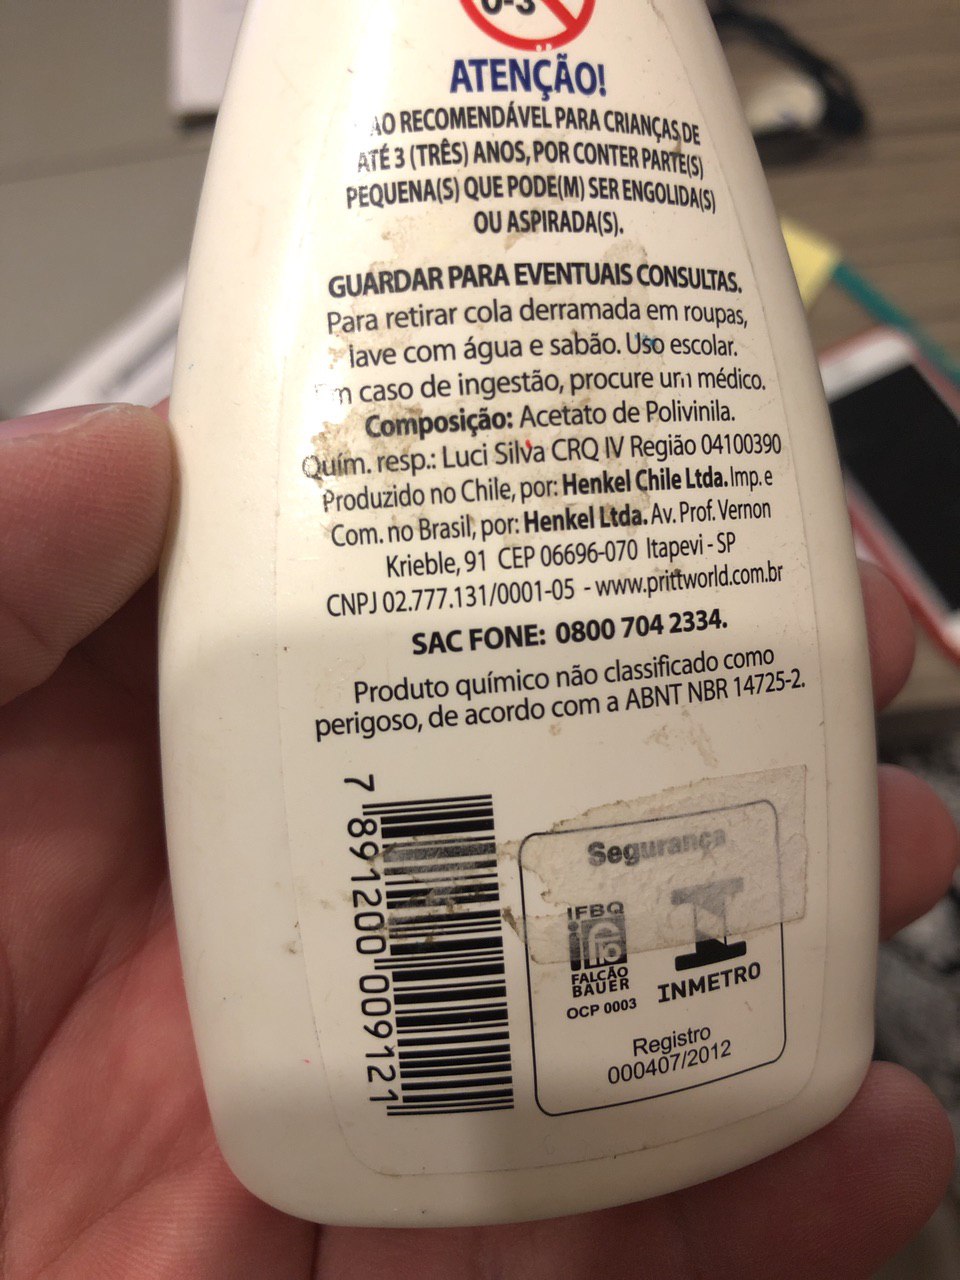 0-3
ATENÇÃO!
AO RECOMENDÁVEL PARA CRIANÇAS DE
ATÉ 3 (TRÊS) ANOS, POR CONTER PARTE(S)
PEQUENA(S) QUE PODE(M) SER ENGOLIDA(S)
OU ASPIRADA(S).
GUARDAR PARA EVENTUAIS CONSULTAS.
Para retirar cola derramada em roupas,
lave com água e sabão. Uso escolar.
m caso de ingestão, procure um médico.
Composição: Acetato de Polivinila.
Quím. resp.: Luci Silva CRQ IV Região 04100390
Produzido no Chile, por: Henkel Chile Ltda. Imp. e
Com. no Brasil, por: Henkel Ltda. Av. Prof. Vernon
Krieble, 91 CEP 06696-070 Itapevi - SP
CNPJ 02.777.131/0001-05 - www.prittworld.com.br
SAC FONE: 0800 704 2334.
Produto químico não classificado como
perigoso, de acordo com a ABNT NBR 14725-2.
7 891200 009121
Segurança
IFBQ
FALCÃO
BAUER
OCP 0003
INMETRO
Registro
000407/2012